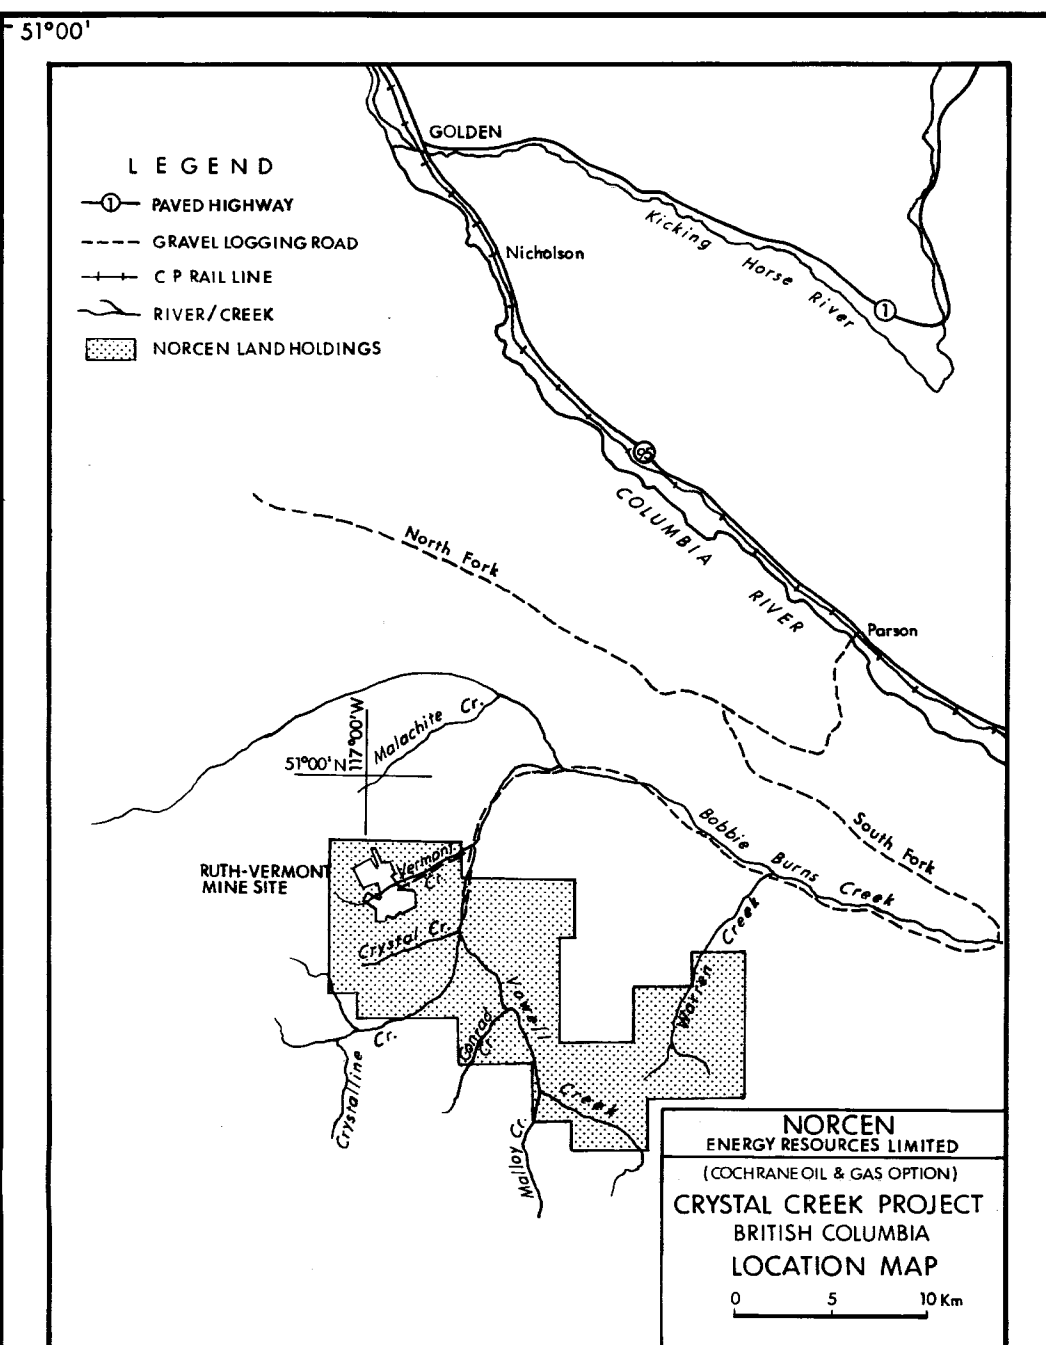 51°00'
GOLDEN
LEGEND
1 PAVED HIGHWAY
GRAVEL LOGGING ROAD
C P RAIL LINE
RIVER/CREEK
NORCEN LAND HOLDINGS
Kicking Horse River
1
Nicholson
95
COLUMBIA RIVER
North Fork
Parson
Malachite Cr.
117°00'W
51°00'N
South Fork
Bobbie Burns Creek
RUTH-VERMONT
MINE SITE
Vermont
Cr.
Crystal Cr.
Creek
Warren
Vowell
Creek
Conrad
Cr.
Cr.
Crystalline
Malloy Cr.
NORCEN
ENERGY RESOURCES LIMITED
(COCHRANE OIL & GAS OPTION)
CRYSTAL CREEK PROJECT
BRITISH COLUMBIA
LOCATION MAP
0 5 10 Km